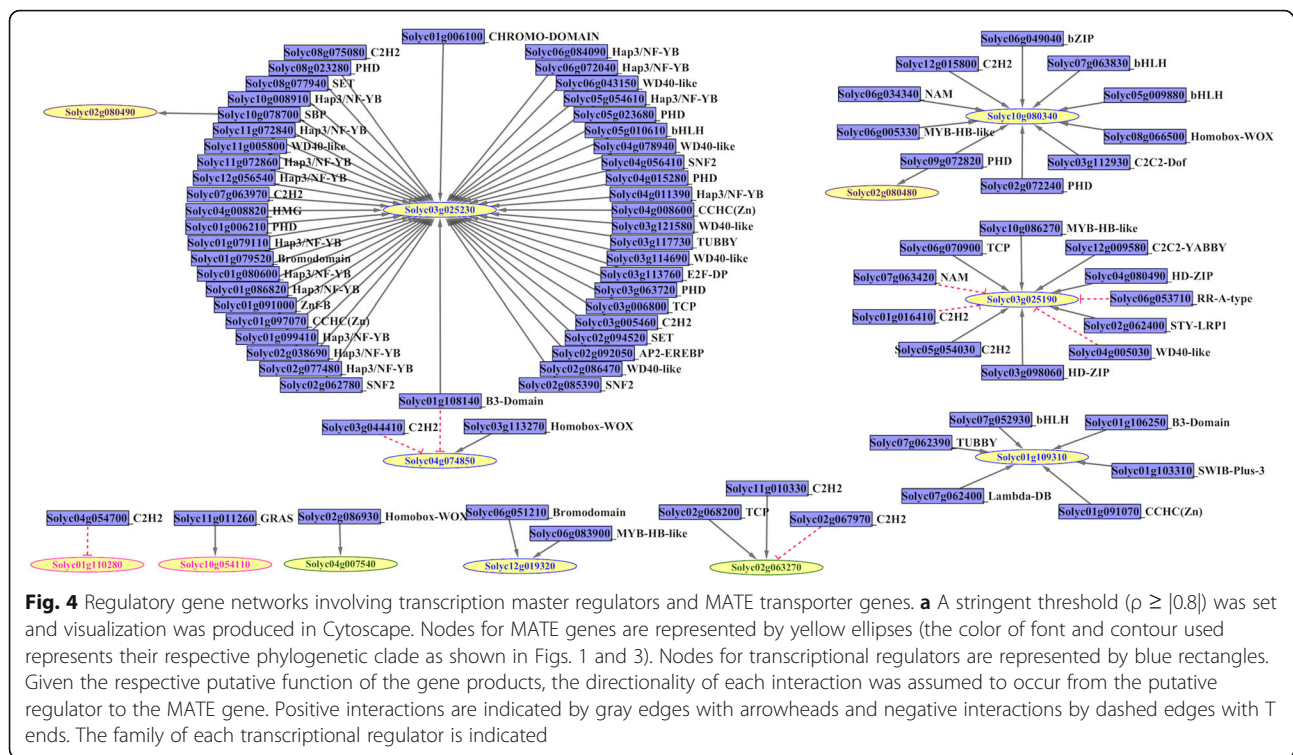 Solyc01g006100_CHROMO-DOMAIN
Solyc08g075080_C2H2
Solyc08g023280_PHD
Solyc08g077940_SET
Solyc10g008910_Hap3/NF-YB
Solyc10g078700_SBP
Solyc11g072840_Hap3/NF-YB
Solyc11g005800_WD40-like
Solyc11g072860_Hap3/NF-YB
Solyc12g056540_Hap3/NF-YB
Solyc07g063970_C2H2
Solyc04g008820_HMG
Solyc01g006210_PHD
Solyc01g079110_Hap3/NF-YB
Solyc01g079520_Bromodomain
Solyc01g080600_Hap3/NF-YB
Solyc01g086820_Hap3/NF-YB
Solyc01g091000_Znf-B
Solyc01g097070_CCHC(Zn)
Solyc01g099410_Hap3/NF-YB
Solyc02g038690_Hap3/NF-YB
Solyc02g077480_Hap3/NF-YB
Solyc02g062780_SNF2
Solyc02g080490
Solyc03g025230
Solyc06g084090_Hap3/NF-YB
Solyc06g072040_Hap3/NF-YB
Solyc06g043150_WD40-like
Solyc05g054610_Hap3/NF-YB
Solyc05g023680_PHD
Solyc05g010610_bHLH
Solyc04g078940_WD40-like
Solyc04g056410_SNF2
Solyc04g015280_PHD
Solyc04g011390_Hap3/NF-YB
Solyc04g008600_CCHC(Zn)
Solyc03g121580_WD40-like
Solyc03g117730_TUBBY
Solyc03g114690_WD40-like
Solyc03g113760_E2F-DP
Solyc03g063720_PHD
Solyc03g006800_TCP
Solyc03g005460_C2H2
Solyc02g094520_SET
Solyc02g092050_AP2-EREBP
Solyc02g086470_WD40-like
Solyc02g085390_SNF2
Solyc01g108140_B3-Domain
Solyc03g044410_C2H2
Solyc03g113270_Homobox-WOX
Solyc04g074850
Solyc06g049040_bZIP
Solyc12g015800_C2H2
Solyc07g063830_bHLH
Solyc06g034340_NAM
Solyc05g009880_bHLH
Solyc10g080340
Solyc06g005330_MYB-HB-like
Solyc08g066500_Homobox-WOX
Solyc09g072820_PHD
Solyc03g112930_C2C2-Dof
Solyc02g080480
Solyc02g072240_PHD
Solyc10g086270_MYB-HB-like
Solyc06g070900_TCP
Solyc12g009580_C2C2-YABBY
Solyc07g063420_NAM
Solyc04g080490_HD-ZIP
Solyc03g025190
Solyc06g053710_RR-A-type
Solyc01g016410_C2H2
Solyc02g062400_STY-LRP1
Solyc05g054030_C2H2
Solyc04g005030_WD40-like
Solyc03g098060_HD-ZIP
Solyc07g052930_bHLH
Solyc01g106250_B3-Domain
Solyc07g062390_TUBBY
Solyc01g109310
Solyc01g103310_SWIB-Plus-3
Solyc07g062400_Lambda-DB
Solyc01g091070_CCHC(Zn)
Solyc04g054700_C2H2
Solyc01g110280
Solyc11g011260_GRAS
Solyc10g054110
Solyc02g086930_Homobox-WOX
Solyc04g007540
Solyc06g051210_Bromodomain
Solyc06g083900_MYB-HB-like
Solyc12g019320
Solyc11g010330_C2H2
Solyc02g068200_TCP
Solyc02g067970_C2H2
Solyc02g063270
Fig. 4 Regulatory gene networks involving transcription master regulators and MATE transporter genes. a A stringent threshold (ρ ≥ |0.8|) was set
and visualization was produced in Cytoscape. Nodes for MATE genes are represented by yellow ellipses (the color of font and contour used
represents their respective phylogenetic clade as shown in Figs. 1 and 3). Nodes for transcriptional regulators are represented by blue rectangles.
Given the respective putative function of the gene products, the directionality of each interaction was assumed to occur from the putative
regulator to the MATE gene. Positive interactions are indicated by gray edges with arrowheads and negative interactions by dashed edges with T
ends. The family of each transcriptional regulator is indicated